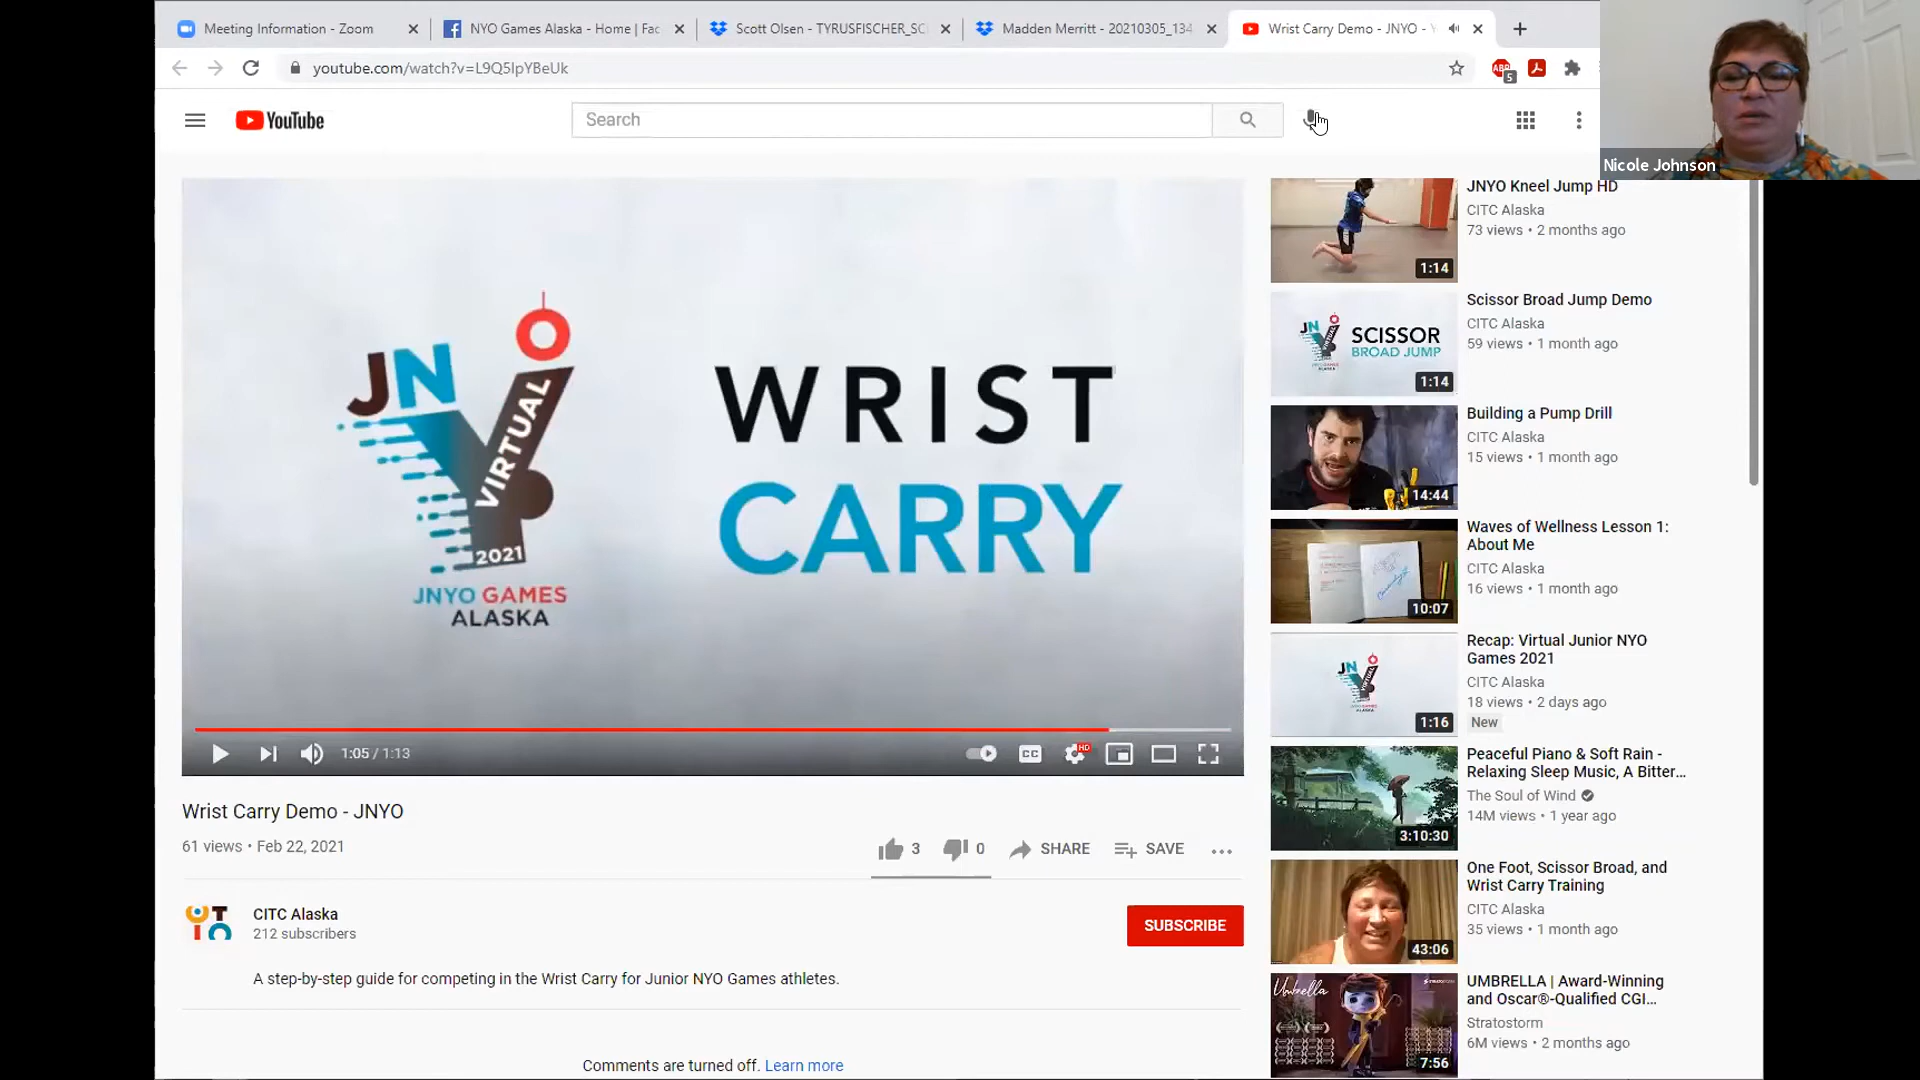 Meeting Information - Zoom
NYO Games Alaska - Home | Fac
Scott Olsen - TYRUSFISCHER_SC
Madden Merritt - 20210305_134
Wrist Carry Demo - JNYO - Y
youtube.com/watch?v=L9Q5IpYBeUk
ABP
5
YouTube
Search
Nicole Johnson
JN
O
VIRTUAL
2021
JNYO GAMES
ALASKA
WRIST
CARRY
1:05 / 1:13
CC
HD
Wrist Carry Demo - JNYO
61 views • Feb 22, 2021
3
0
SHARE
SAVE
CITC Alaska
212 subscribers
SUBSCRIBE
A step-by-step guide for competing in the Wrist Carry for Junior NYO Games athletes.
Comments are turned off. Learn more
JNYO Kneel Jump HD
CITC Alaska
73 views • 2 months ago
1:14
SCISSOR
BROAD JUMP
1:14
Scissor Broad Jump Demo
CITC Alaska
59 views • 1 month ago
14:44
Building a Pump Drill
CITC Alaska
15 views • 1 month ago
10:07
Waves of Wellness Lesson 1:
About Me
CITC Alaska
16 views • 1 month ago
1:16
Recap: Virtual Junior NYO
Games 2021
CITC Alaska
18 views • 2 days ago
New
3:10:30
Peaceful Piano & Soft Rain -
Relaxing Sleep Music, A Bitter...
The Soul of Wind
14M views • 1 year ago
43:06
One Foot, Scissor Broad, and
Wrist Carry Training
CITC Alaska
35 views • 1 month ago
Umbrella
7:56
UMBRELLA | Award-Winning
and Oscar®-Qualified CGI...
Stratostorm
6M views • 2 months ago